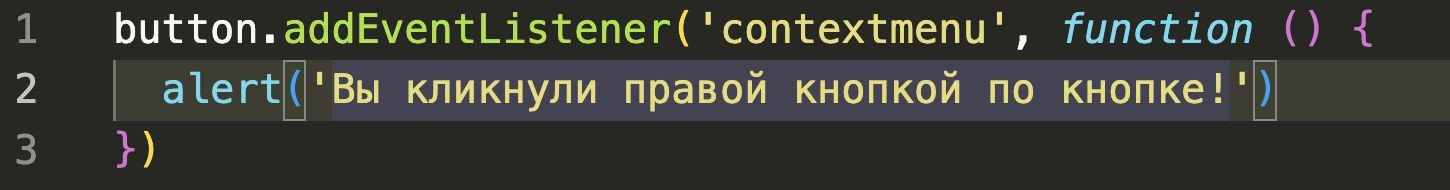 1 button.addEventListener('contextmenu', function () {
2 alert('Вы кликнули правой кнопкой по кнопке!')
3 })